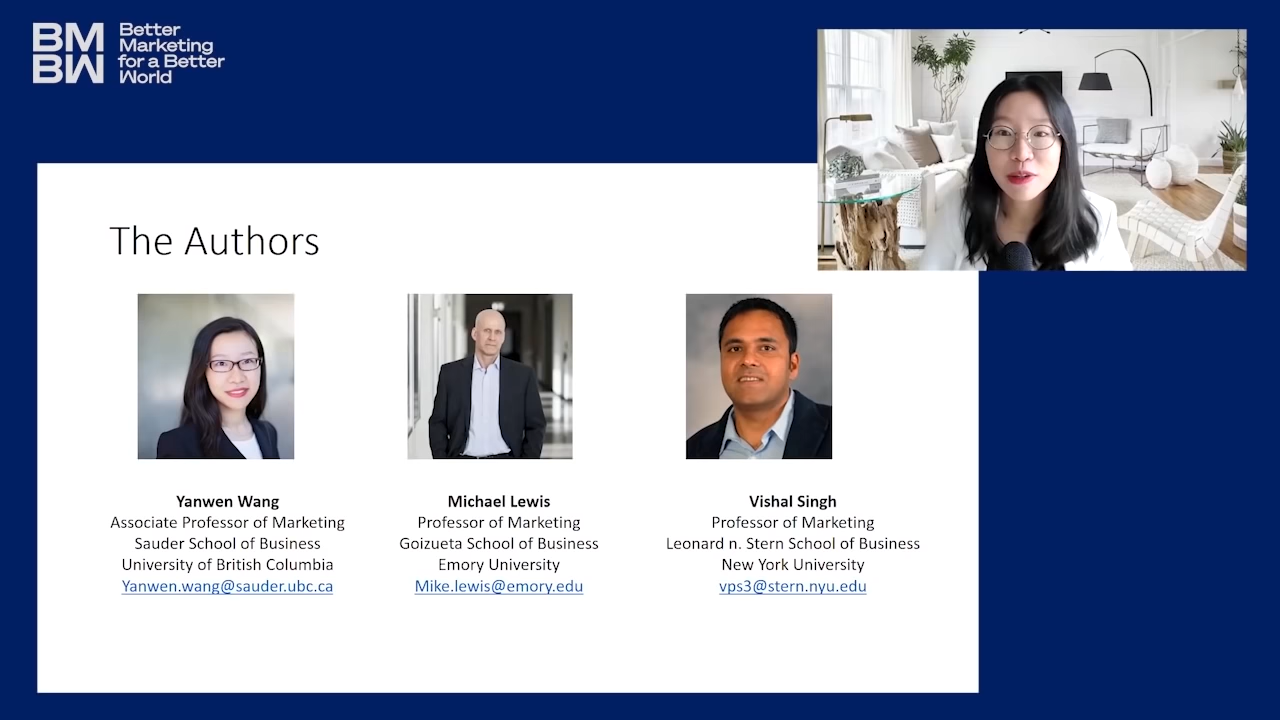 BM
BW
Better
Marketing
for a Better
World
The Authors
Yanwen Wang
Associate Professor of Marketing
Sauder School of Business
University of British Columbia
Yanwen.wang@sauder.ubc.ca
Michael Lewis
Professor of Marketing
Goizueta School of Business
Emory University
Mike.lewis@emory.edu
Vishal Singh
Professor of Marketing
Leonard n. Stern School of Business
New York University
vps3@stern.nyu.edu